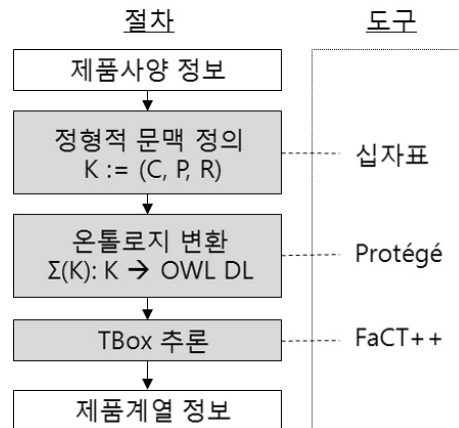 절차
도구
제품사양 정보
정형적 문맥 정의
K := (C, P, R)
십자표
온톨로지 변환
Σ(K): K → OWL DL
Protégé
TBox 추론
FaCT++
제품계열 정보